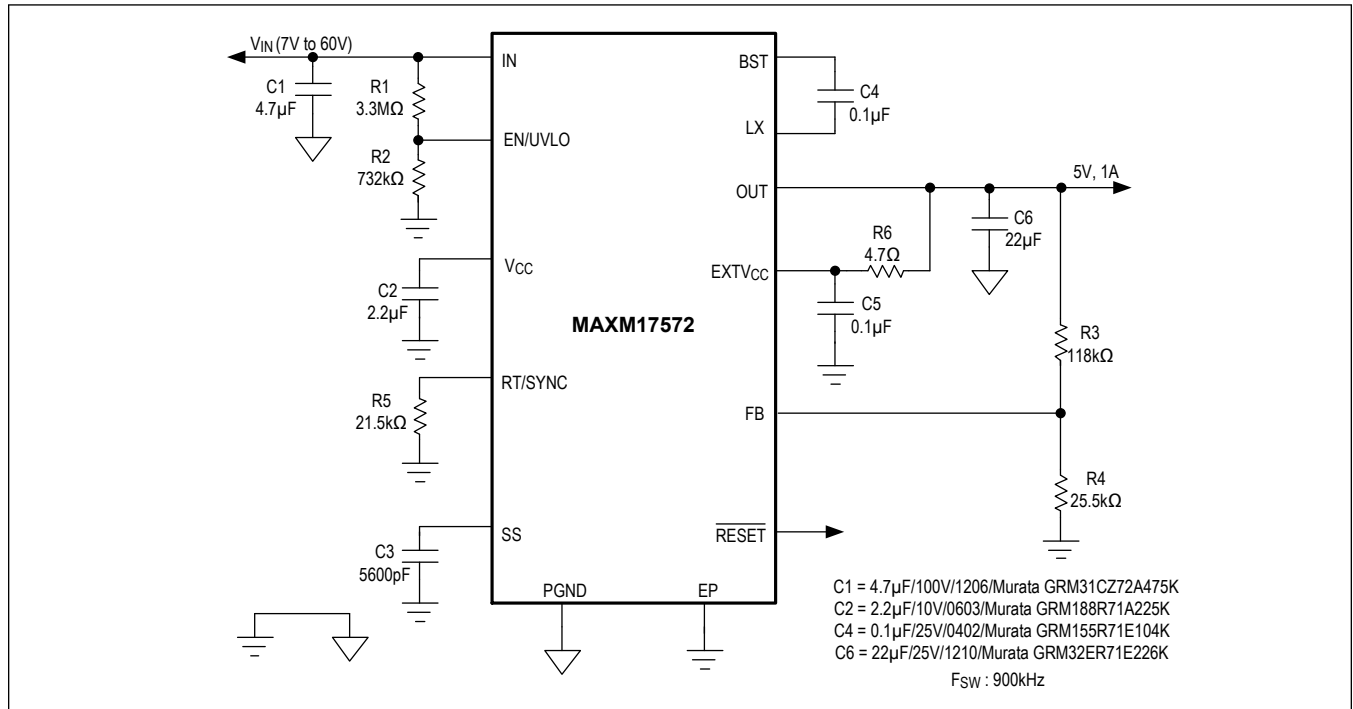 VIN (7V to 60V)
C1
4.7µF
R1
3.3MΩ
R2
732kΩ
IN
EN/UVLO
VCC
C2
2.2µF
RT/SYNC
R5
21.5kΩ
SS
C3
5600pF
MAXM17572
PGND
EP
BST
LX
C4
0.1µF
OUT
5V, 1A
C6
22µF
R6
4.7Ω
EXTVCC
C5
0.1µF
R3
118kΩ
FB
R4
25.5kΩ
RESET
C1 = 4.7µF/100V/1206/Murata GRM31CZ72A475K
C2 = 2.2µF/10V/0603/Murata GRM188R71A225K
C4 = 0.1µF/25V/0402/Murata GRM155R71E104K
C6 = 22µF/25V/1210/Murata GRM32ER71E226K
FSW : 900kHz